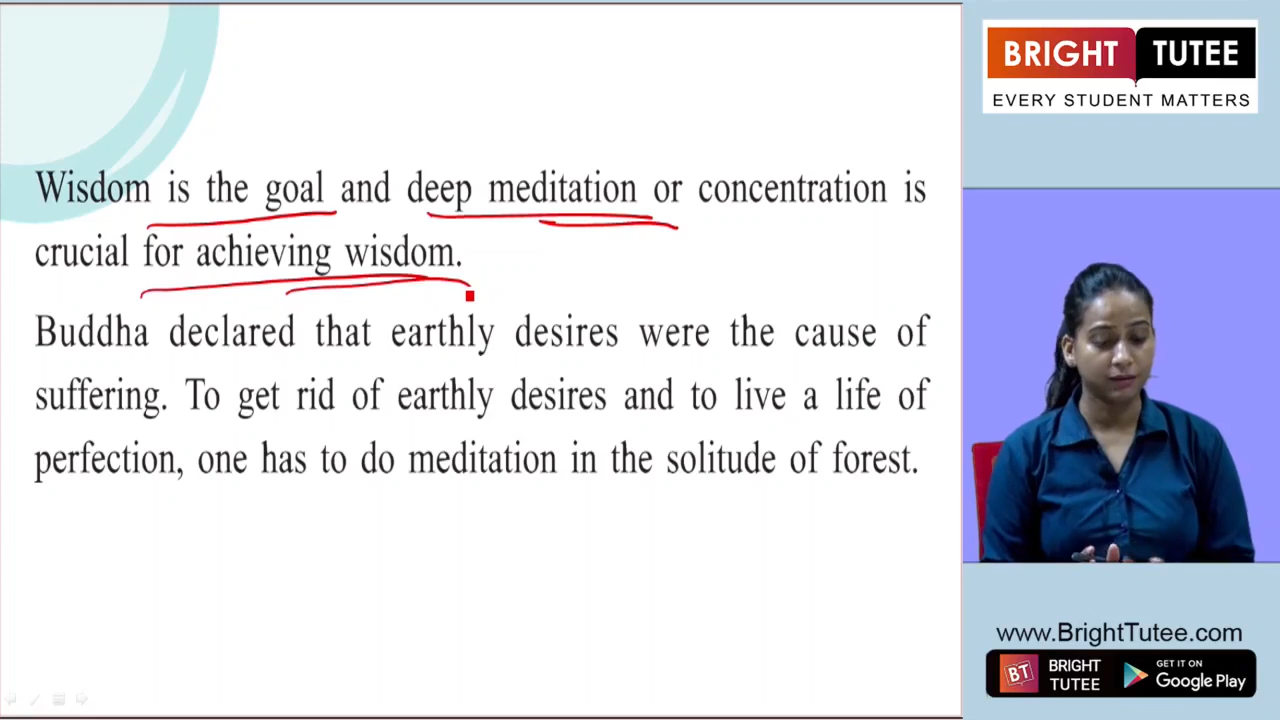 BRIGHT TUTEE
EVERY STUDENT MATTERS
Wisdom is the goal and deep meditation or concentration is
crucial for achieving wisdom.
Buddha declared that earthly desires were the cause of
suffering. To get rid of earthly desires and to live a life of
perfection, one has to do meditation in the solitude of forest.
www.BrightTutee.com
BT
BRIGHT
TUTEE
GET IT ON
Google Play